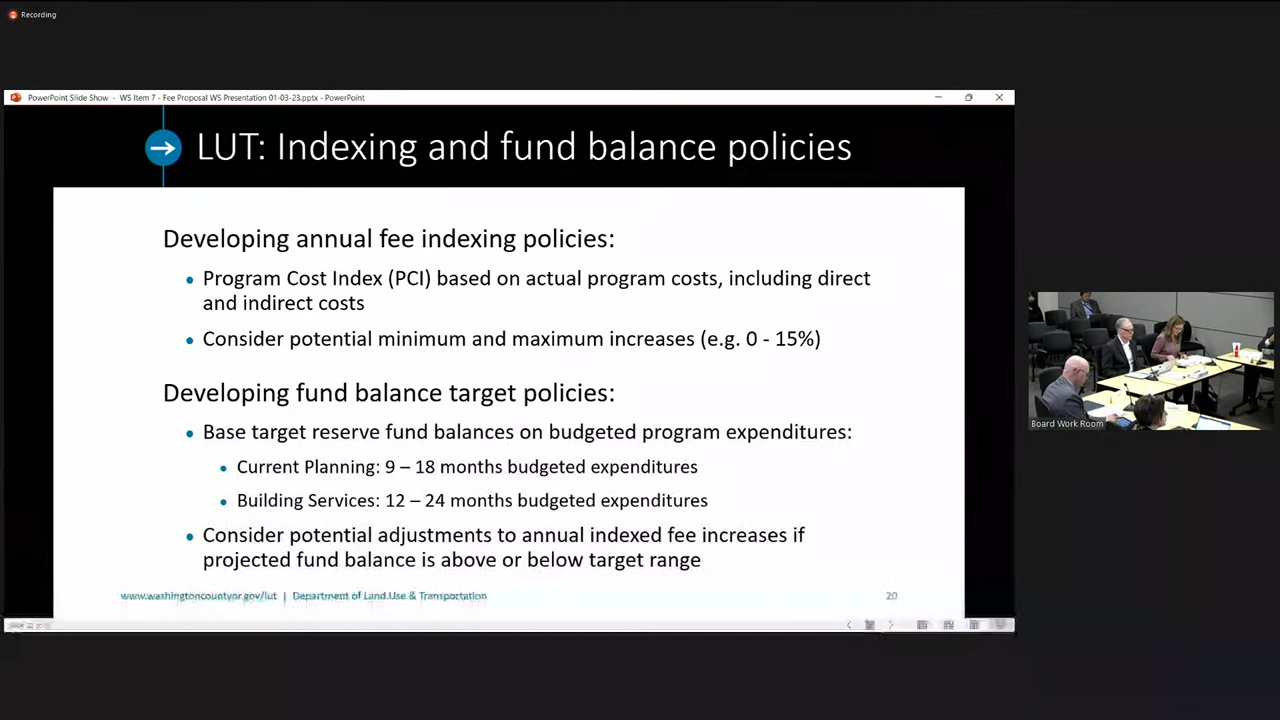 Recording
PowerPoint Slide Show - WS Item 7 - Fee Proposal WS Presentation 01-03-23.pptx - PowerPoint
LUT: Indexing and fund balance policies
Developing annual fee indexing policies:
• Program Cost Index (PCI) based on actual program costs, including direct
and indirect costs
• Consider potential minimum and maximum increases (e.g. 0 - 15%)
Developing fund balance target policies:
• Base target reserve fund balances on budgeted program expenditures:
• Current Planning: 9 – 18 months budgeted expenditures
• Building Services: 12 – 24 months budgeted expenditures
• Consider potential adjustments to annual indexed fee increases if
projected fund balance is above or below target range
www.washingtoncountyor.gov/lut | Department of Land Use & Transportation
20
Board Work Room